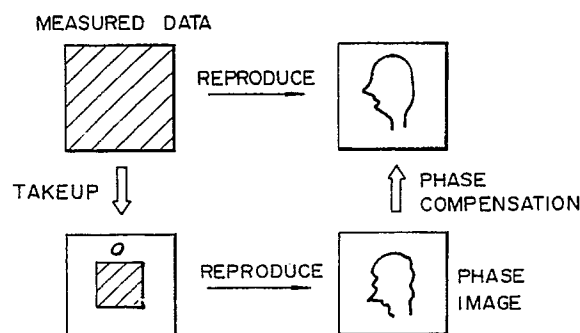 MEASURED DATA
REPRODUCE
TAKEUP
PHASE
COMPENSATION
O
REPRODUCE
PHASE
IMAGE